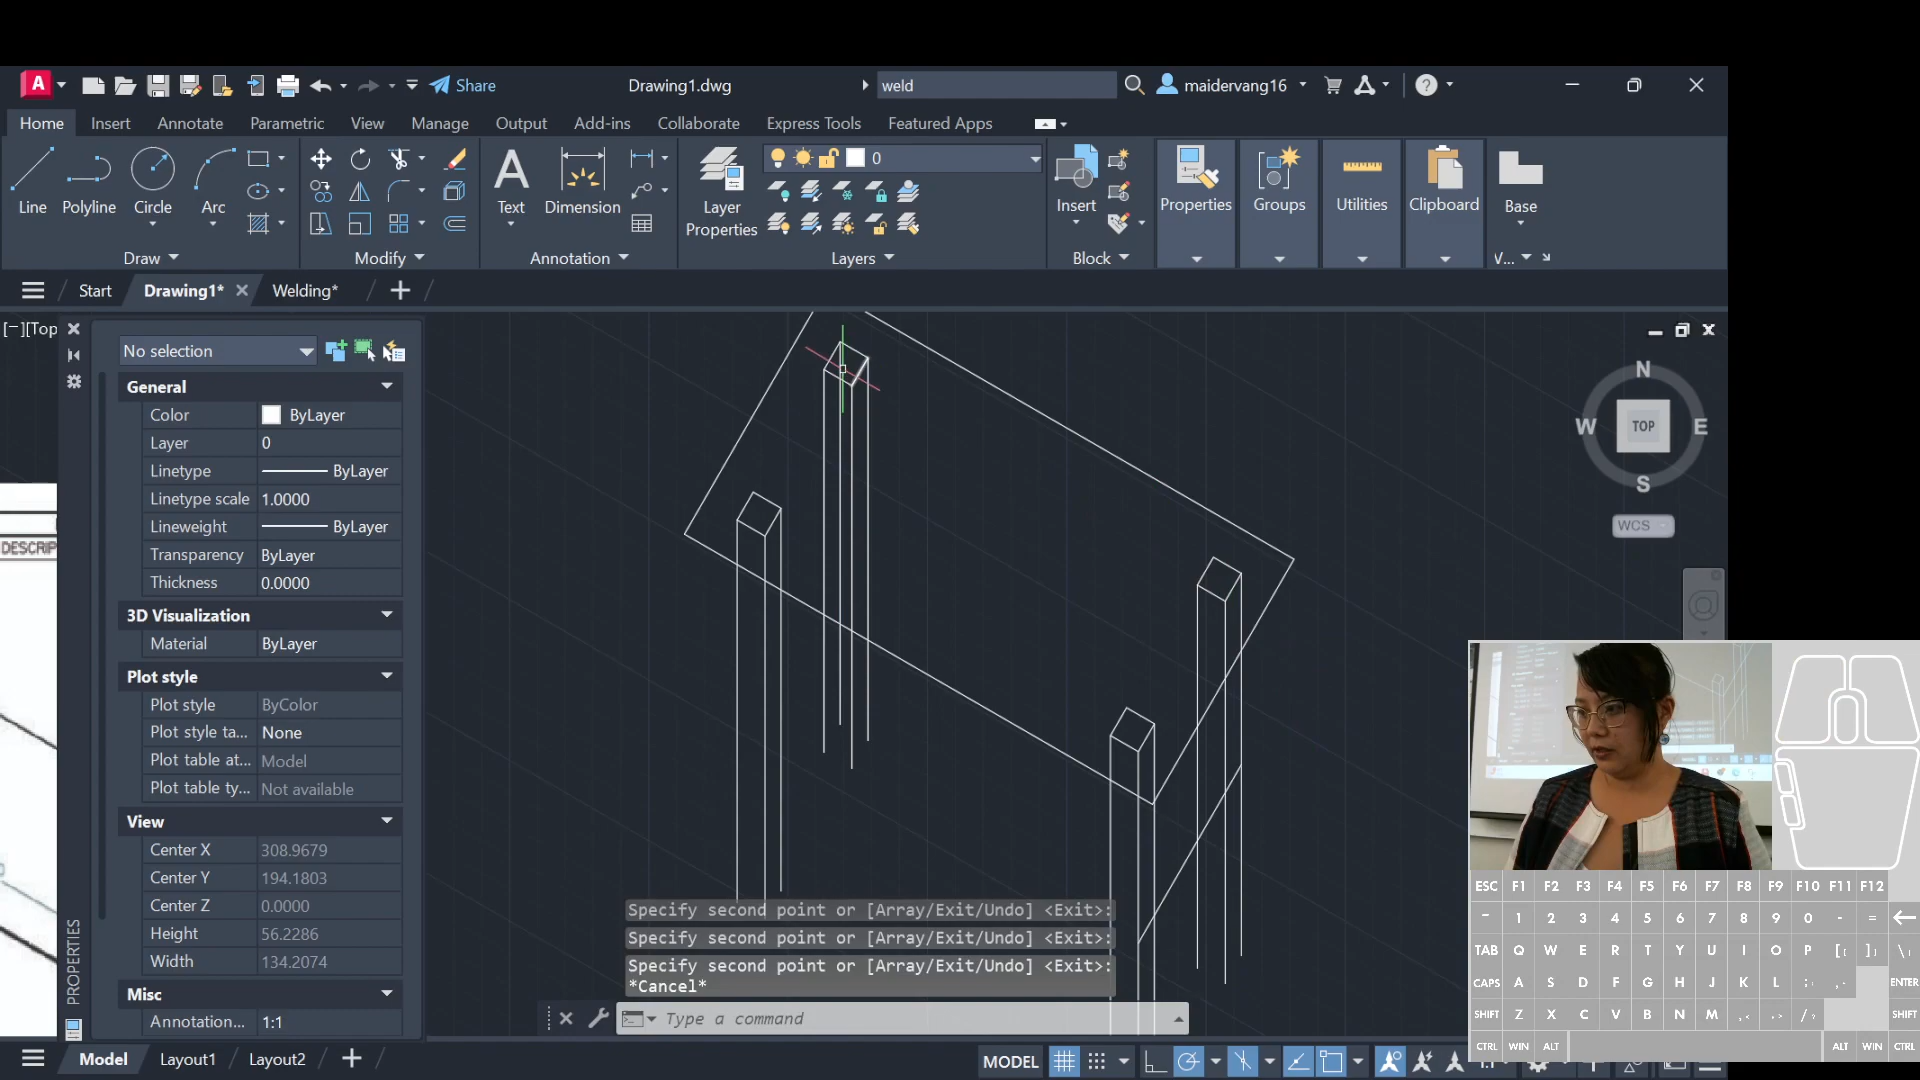 A Share Drawing1.dwg weld maidervang16
Home Insert Annotate Parametric View Manage Output Add-ins Collaborate Express Tools Featured Apps
0
Line Polyline Circle Arc Text Dimension Layer Properties Insert Properties Groups Utilities Clipboard Base
Draw Modify Annotation Layers Block V...
Start Drawing1* Welding*
[−][Top
No selection
General
Color ByLayer
Layer 0
Linetype ByLayer
Linetype scale 1.0000
Lineweight ByLayer
Transparency ByLayer
Thickness 0.0000
3D Visualization
Material ByLayer
Plot style
Plot style ByColor
Plot style ta... None
Plot table at... Model
Plot table ty... Not available
View
Center X 308.9679
Center Y 194.1803
Center Z 0.0000
Height 56.2286
Width 134.2074
Misc
Annotation... 1:1
PROPERTIES
DESCRIP
N
W TOP E
S
WCS
Specify second point or [Array/Exit/Undo] <Exit>:
Specify second point or [Array/Exit/Undo] <Exit>:
Specify second point or [Array/Exit/Undo] <Exit>:
*Cancel*
Type a command
Model Layout1 Layout2
MODEL
ESC F1 F2 F3 F4 F5 F6 F7 F8 F9 F10 F11 F12
~ 1 2 3 4 5 6 7 8 9 0 - =
TAB Q W E R T Y U I O P [{ ]} \|
CAPS A S D F G H J K L ;: ENTER
SHIFT Z X C V B N M ,< .> /? SHIFT
CTRL WIN ALT ALT WIN CTRL